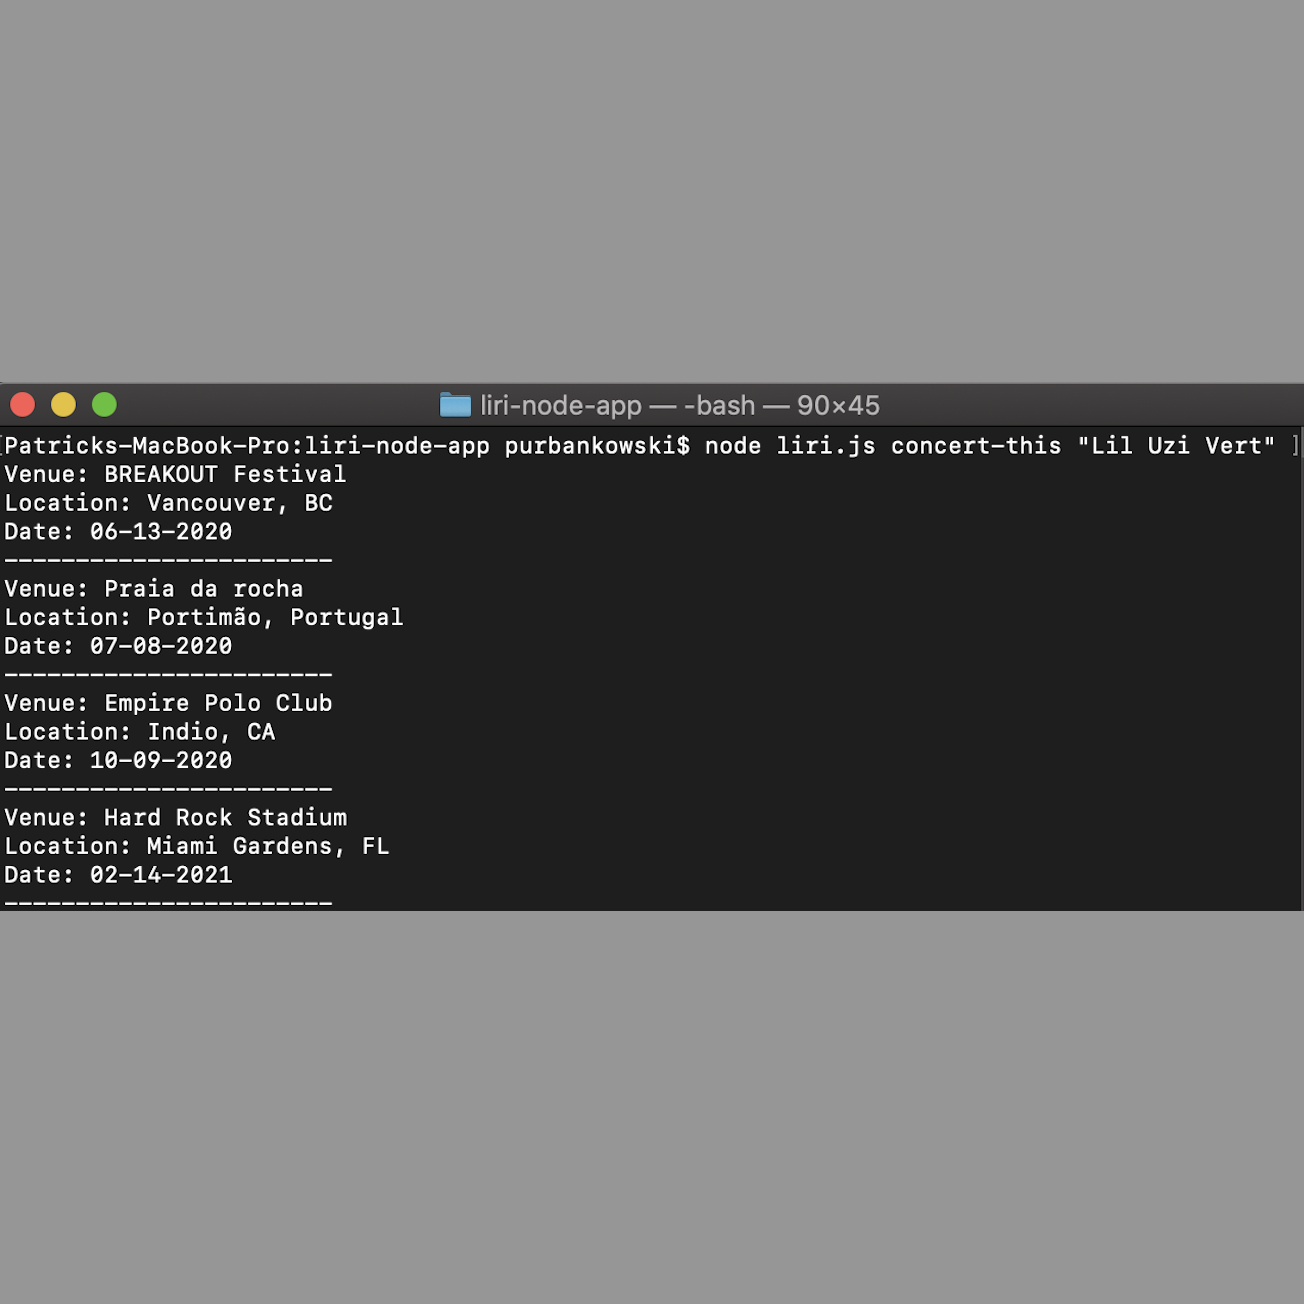 liri-node-app — -bash — 90×45
[Patricks-MacBook-Pro:liri-node-app purbankowski$ node liri.js concert-this "Lil Uzi Vert" ]
Venue: BREAKOUT Festival
Location: Vancouver, BC
Date: 06-13-2020
-----------------------
Venue: Praia da rocha
Location: Portimão, Portugal
Date: 07-08-2020
-----------------------
Venue: Empire Polo Club
Location: Indio, CA
Date: 10-09-2020
-----------------------
Venue: Hard Rock Stadium
Location: Miami Gardens, FL
Date: 02-14-2021
-----------------------